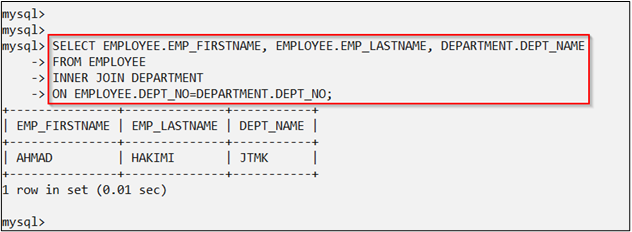 mysql>
mysql>
mysql> SELECT EMPLOYEE.EMP_FIRSTNAME, EMPLOYEE.EMP_LASTNAME, DEPARTMENT.DEPT_NAME
    -> FROM EMPLOYEE
    -> INNER JOIN DEPARTMENT
    -> ON EMPLOYEE.DEPT_NO=DEPARTMENT.DEPT_NO;
+---------------+--------------+-----------+
| EMP_FIRSTNAME | EMP_LASTNAME | DEPT_NAME |
+---------------+--------------+-----------+
| AHMAD         | HAKIMI       | JTMK      |
+---------------+--------------+-----------+
1 row in set (0.01 sec)
mysql>